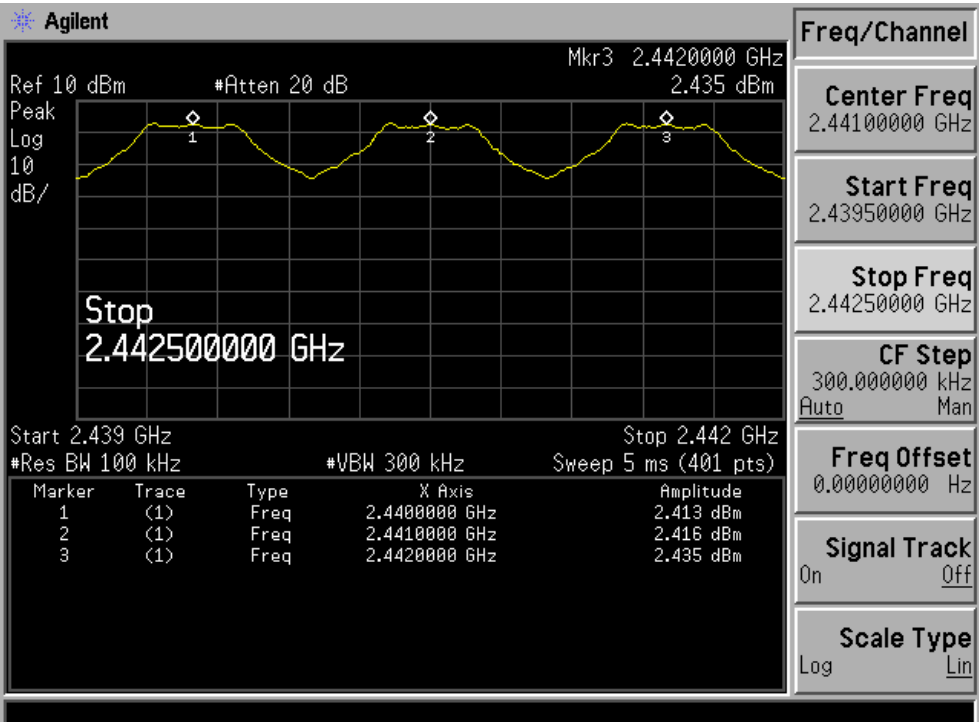 Agilent
Mkr3 2.4420000 GHz
Ref 10 dBm #Atten 20 dB 2.435 dBm
Peak
Log
10
dB/
1 2 3
Stop
2.442500000 GHz
Start 2.439 GHz Stop 2.442 GHz
#Res BW 100 kHz #VBW 300 kHz Sweep 5 ms (401 pts)
Marker Trace Type X Axis Amplitude
1 (1) Freq 2.4400000 GHz 2.413 dBm
2 (1) Freq 2.4410000 GHz 2.416 dBm
3 (1) Freq 2.4420000 GHz 2.435 dBm
Freq/Channel
Center Freq
2.44100000 GHz
Start Freq
2.43950000 GHz
Stop Freq
2.44250000 GHz
CF Step
300.000000 kHz
Auto Man
Freq Offset
0.00000000 Hz
Signal Track
On Off
Scale Type
Log Lin